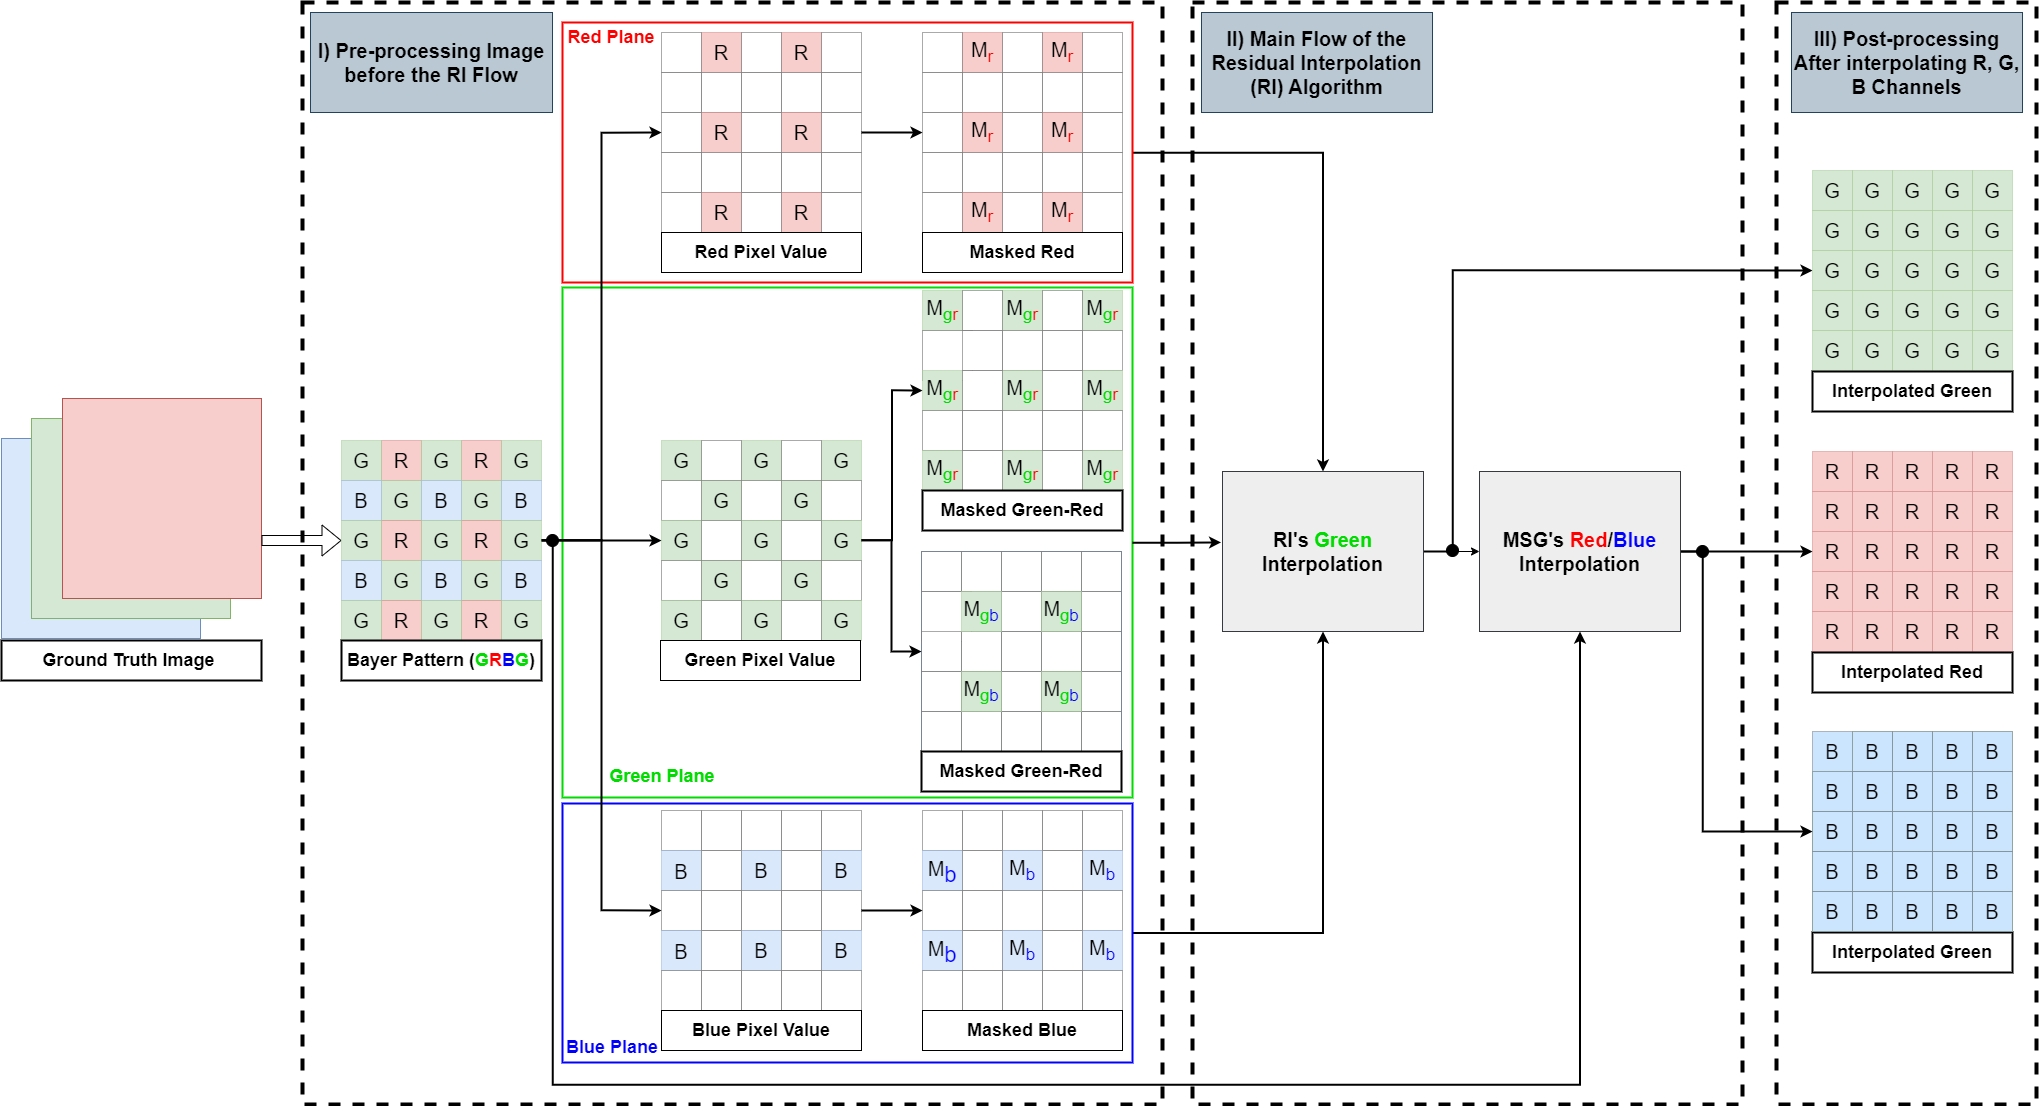 I) Pre-processing Image
before the RI Flow
Red Plane
R R
R R
R R
Red Pixel Value
Mr Mr
Mr Mr
Mr Mr
Masked Red
II) Main Flow of the
Residual Interpolation
(RI) Algorithm
III) Post-processing
After interpolating R, G,
B Channels
Ground Truth Image
G R G R G
B G B G B
G R G R G
B G B G B
G R G R G
Bayer Pattern (GRBG)
G G G
G G
G G G
G G
G G G
Green Pixel Value
Green Plane
Mgr Mgr Mgr
Mgr Mgr Mgr
Mgr Mgr Mgr
Masked Green-Red
Mgb Mgb
Mgb Mgb
Masked Green-Red
B B B
B B B
Blue Pixel Value
Blue Plane
Mb Mb Mb
Mb Mb Mb
Masked Blue
RI's Green
Interpolation
MSG's Red/Blue
Interpolation
G G G G G
G G G G G
G G G G G
G G G G G
G G G G G
Interpolated Green
R R R R R
R R R R R
R R R R R
R R R R R
R R R R R
Interpolated Red
B B B B B
B B B B B
B B B B B
B B B B B
B B B B B
Interpolated Green